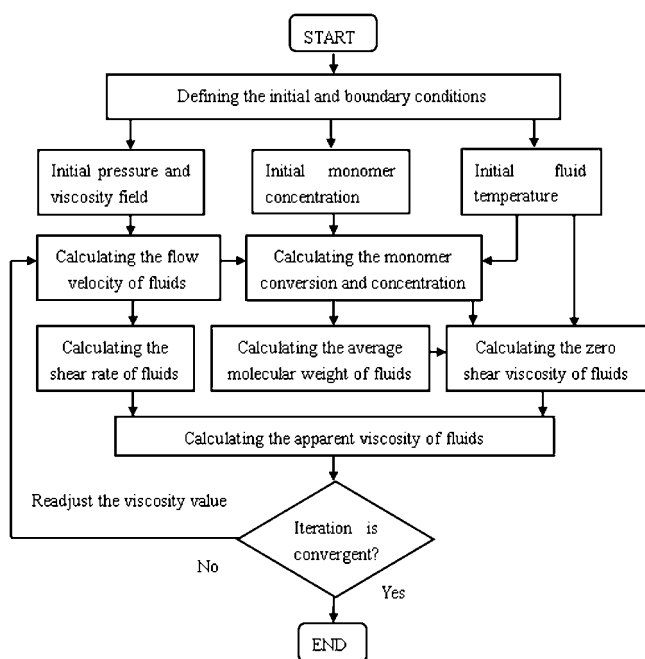 START
Defining the initial and boundary conditions
Initial pressure and
viscosity field
Initial monomer
concentration
Initial fluid
temperature
Calculating the flow
velocity of fluids
Calculating the monomer
conversion and concentration
Calculating the
shear rate of fluids
Calculating the average
molecular weight of fluids
Calculating the zero
shear viscosity of fluids
Calculating the apparent viscosity of fluids
Readjust the viscosity value
Iteration is
convergent?
No
Yes
END